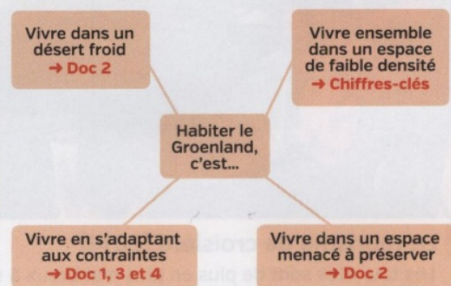 Vivre dans un
désert froid
→ Doc 2
Vivre ensemble
dans un espace
de faible densité
→ Chiffres-clés
Habiter le
Groenland,
c'est...
Vivre en s'adaptant
aux contraintes
→ Doc 1, 3 et 4
Vivre dans un espace
menacé à préserver
→ Doc 2